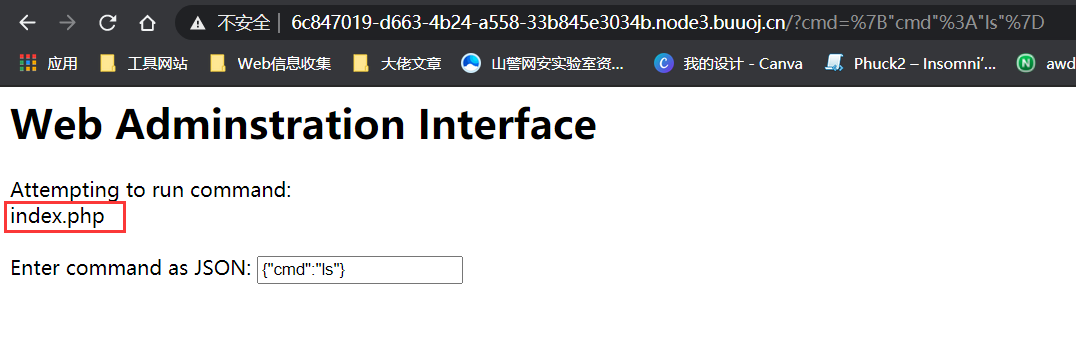 不安全 | 6c847019-d663-4b24-a558-33b845e3034b.node3.buuoj.cn/?cmd=%7B"cmd"%3A"ls"%7D
应用 工具网站 Web信息收集 大佬文章 山警网安实验室资... 我的设计 - Canva Phuck2 – Insomni'... awd
Web Adminstration Interface
Attempting to run command:
index.php
Enter command as JSON: {"cmd":"ls"}